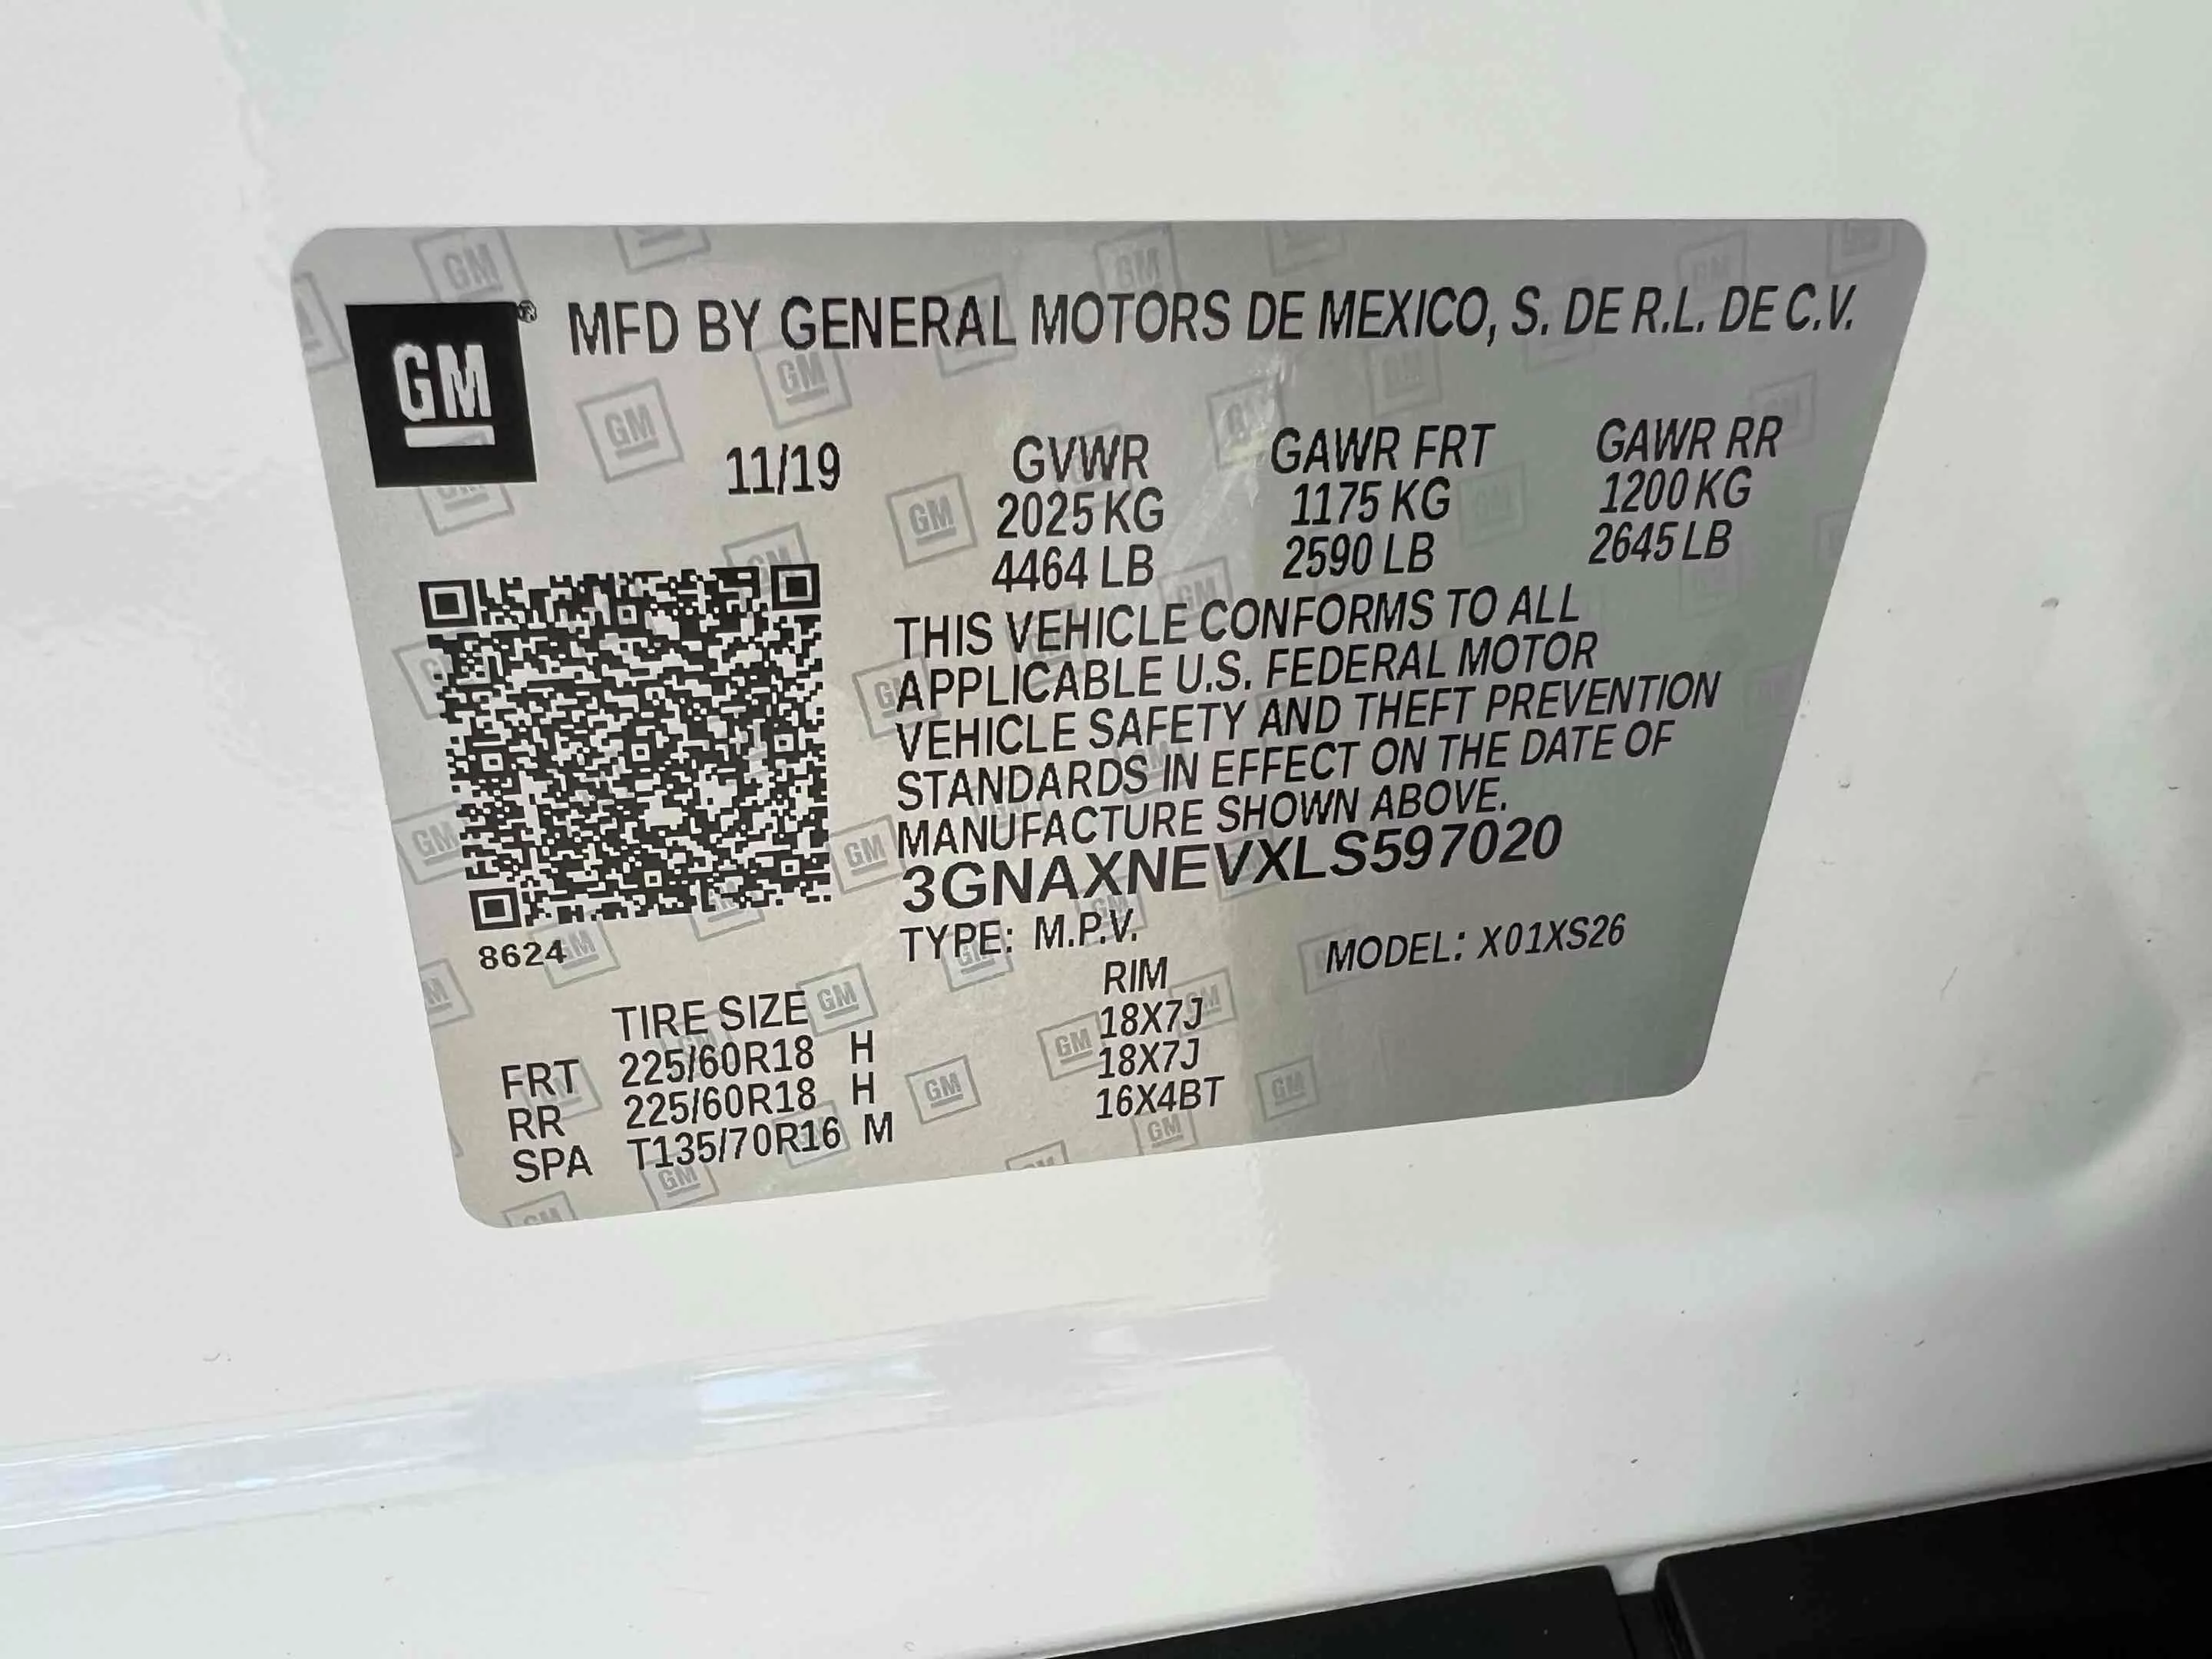 GM® MFD BY GENERAL MOTORS DE MEXICO, S. DE R.L. DE C.V.
11/19 GVWR GAWR FRT GAWR RR
2025 KG 1175 KG 1200 KG
4464 LB 2590 LB 2645 LB
THIS VEHICLE CONFORMS TO ALL
APPLICABLE U.S. FEDERAL MOTOR
VEHICLE SAFETY AND THEFT PREVENTION
STANDARDS IN EFFECT ON THE DATE OF
MANUFACTURE SHOWN ABOVE.
3GNAXNEVXLS597020
TYPE: M.P.V. MODEL: X01XS26
8624
TIRE SIZE RIM
FRT 225/60R18 H 18X7J
RR 225/60R18 H 18X7J
SPA T135/70R16 M 16X4BT